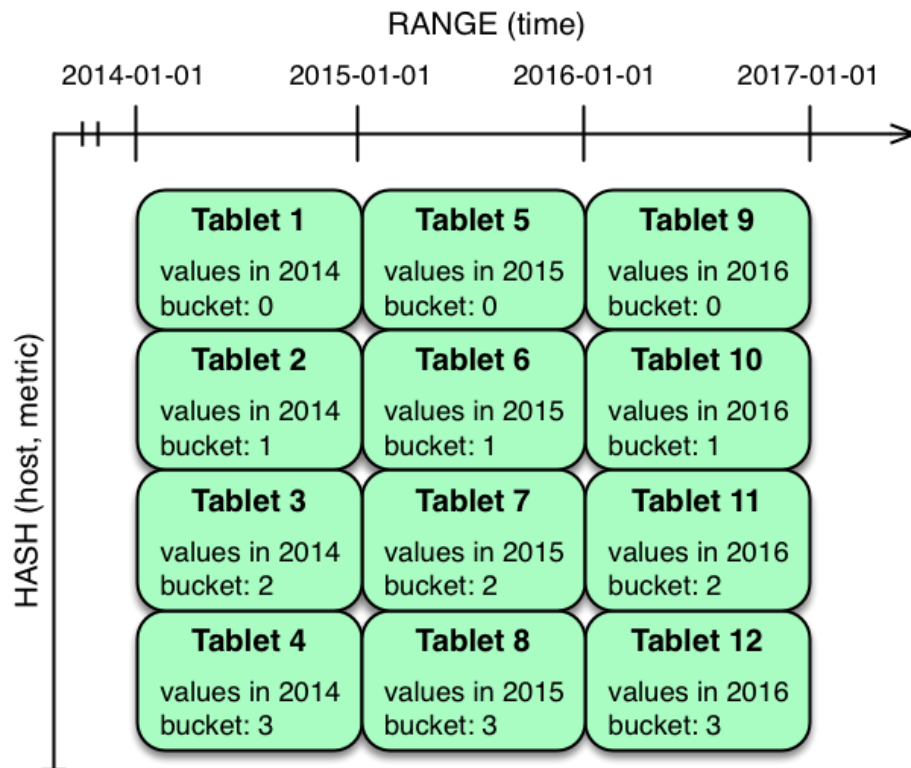 RANGE (time)
2014-01-01 2015-01-01 2016-01-01 2017-01-01
HASH (host, metric)
Tablet 1
values in 2014
bucket: 0
Tablet 5
values in 2015
bucket: 0
Tablet 9
values in 2016
bucket: 0
Tablet 2
values in 2014
bucket: 1
Tablet 6
values in 2015
bucket: 1
Tablet 10
values in 2016
bucket: 1
Tablet 3
values in 2014
bucket: 2
Tablet 7
values in 2015
bucket: 2
Tablet 11
values in 2016
bucket: 2
Tablet 4
values in 2014
bucket: 3
Tablet 8
values in 2015
bucket: 3
Tablet 12
values in 2016
bucket: 3